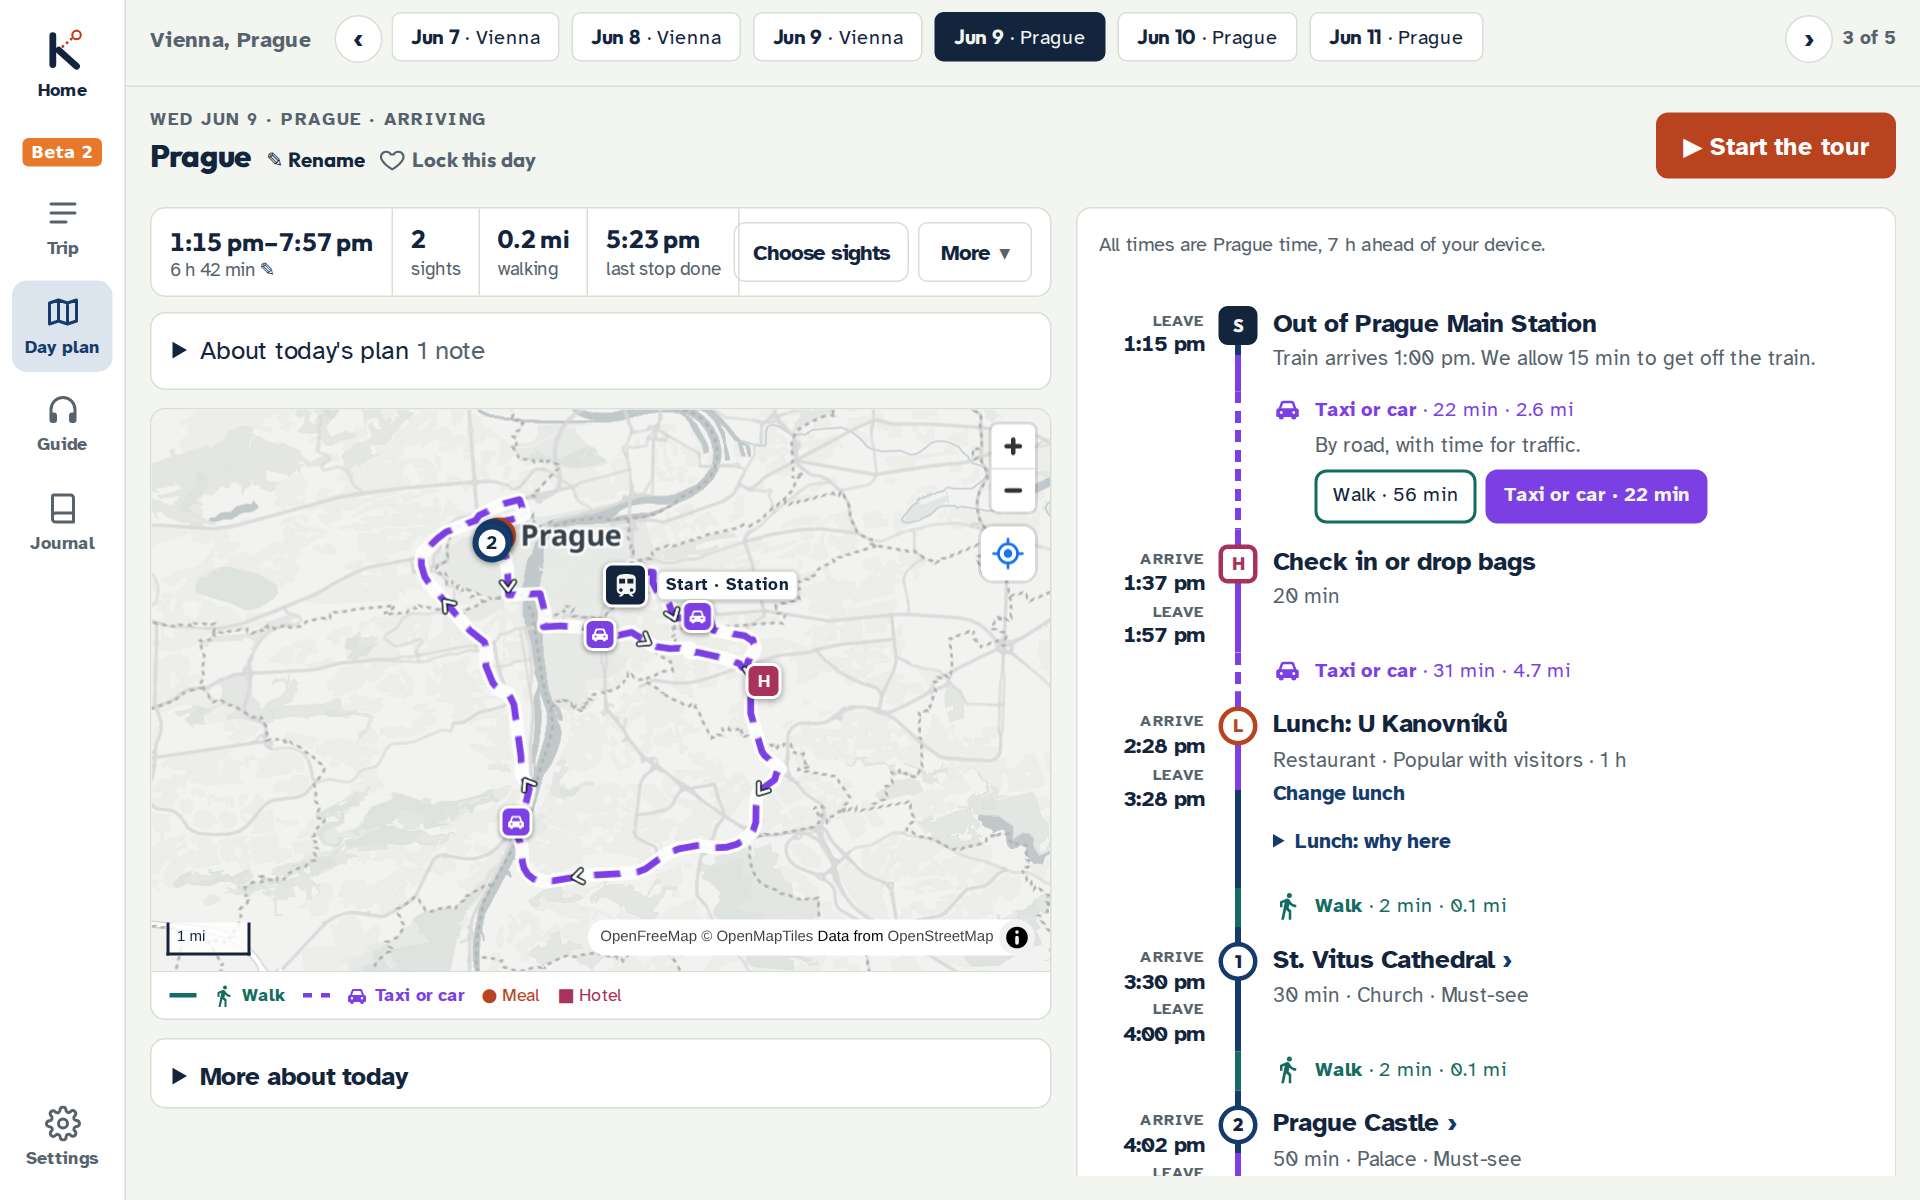 Home
Beta 2
Trip
Day plan
Guide
Journal
Settings
Vienna, Prague
‹
Jun 7 · Vienna
Jun 8 · Vienna
Jun 9 · Vienna
Jun 9 · Prague
Jun 10 · Prague
Jun 11 · Prague
›
3 of 5
WED JUN 9 · PRAGUE · ARRIVING
Prague
✎ Rename
Lock this day
▶ Start the tour
1:15 pm–7:57 pm
6 h 42 min ✎
2
sights
0.2 mi
walking
5:23 pm
last stop done
Choose sights
More ▾
▶ About today's plan 1 note
Prague
2
Start · Station
H
+
−
1 mi
OpenFreeMap © OpenMapTiles Data from OpenStreetMap
Walk
Taxi or car
Meal
Hotel
▶ More about today
All times are Prague time, 7 h ahead of your device.
LEAVE
1:15 pm
S
Out of Prague Main Station
Train arrives 1:00 pm. We allow 15 min to get off the train.
Taxi or car · 22 min · 2.6 mi
By road, with time for traffic.
Walk · 56 min
Taxi or car · 22 min
ARRIVE
1:37 pm
LEAVE
1:57 pm
H
Check in or drop bags
20 min
Taxi or car · 31 min · 4.7 mi
ARRIVE
2:28 pm
LEAVE
3:28 pm
L
Lunch: U Kanovníků
Restaurant · Popular with visitors · 1 h
Change lunch
▶ Lunch: why here
Walk · 2 min · 0.1 mi
ARRIVE
3:30 pm
LEAVE
4:00 pm
1
St. Vitus Cathedral ›
30 min · Church · Must-see
Walk · 2 min · 0.1 mi
ARRIVE
4:02 pm
LEAVE
2
Prague Castle ›
50 min · Palace · Must-see